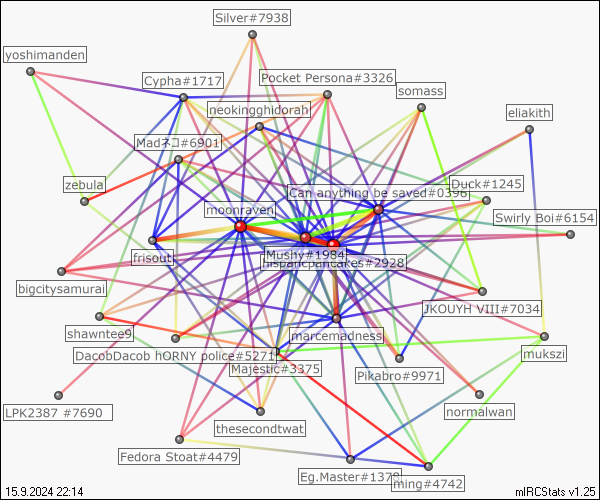 Silver#7938
yoshimanden
Cypha#1717
Pocket Persona#3326
somass
neokingghidorah
eliakith
Madネコ#6901
zebula
Can anything be saved#0396
Duck#1245
moonraven
Swirly Boi#6154
frisout
Mushy#1984
hispanicpancakes#2928
bigcitysamurai
JKOUYH VIII#7034
shawntee9
marcemadness
DacobDacob hORNY police#5271
mukszi
Majestic#3375
Pikabro#9971
LPK2387 #7690
normalwan
thesecondtwat
Fedora Stoat#4479
Eg.Master#1378
ming#4742
15.9.2024 22:14
mIRCStats v1.25